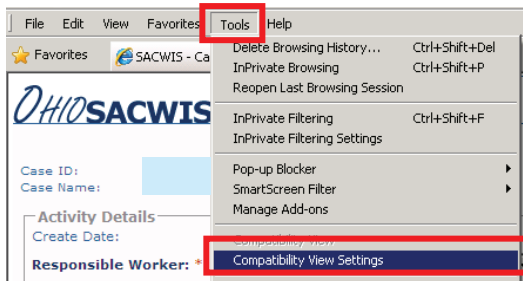 File Edit View Favorites Tools Help
Favorites SACWIS - Ca
Delete Browsing History... Ctrl+Shift+Del
InPrivate Browsing Ctrl+Shift+P
Reopen Last Browsing Session
InPrivate Filtering Ctrl+Shift+F
InPrivate Filtering Settings
Pop-up Blocker
SmartScreen Filter
Manage Add-ons
Compatibility View
Compatibility View Settings
OHIOSACWIS
Case ID:
Case Name:
Activity Details
Create Date:
Responsible Worker: *